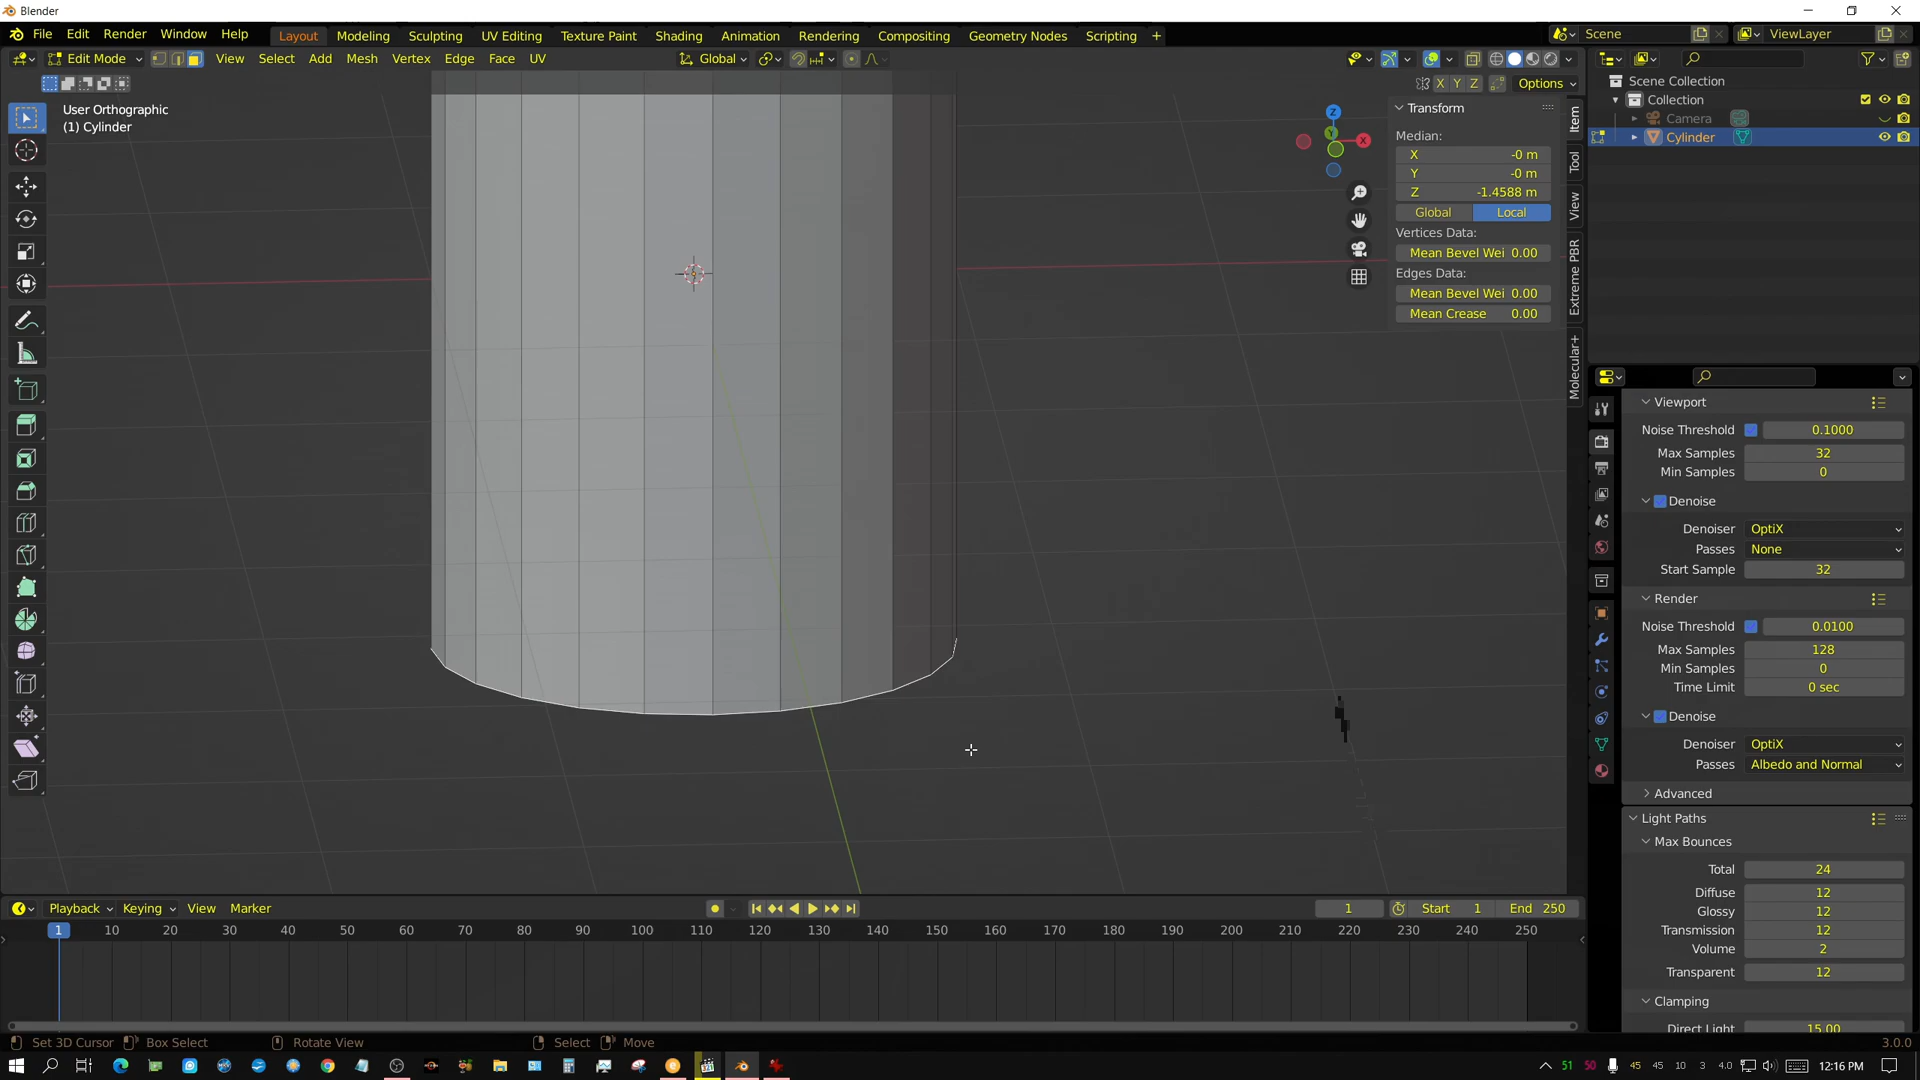 Blender
File Edit Render Window Help Layout Modeling Sculpting UV Editing Texture Paint Shading Animation Rendering Compositing Geometry Nodes Scripting + Scene ViewLayer
Edit Mode View Select Add Mesh Vertex Edge Face UV Global
X Y Z Options
User Orthographic
(1) Cylinder
Z
Y
X
Transform
Median:
X -0 m
Y -0 m
Z -1.4588 m
Global Local
Vertices Data:
Mean Bevel Wei 0.00
Edges Data:
Mean Bevel Wei 0.00
Mean Crease 0.00
Item
Tool
View
Extreme PBR
Molecular+
Scene Collection
Collection
Camera
Cylinder
Viewport
Noise Threshold 0.1000
Max Samples 32
Min Samples 0
Denoise
Denoiser OptiX
Passes None
Start Sample 32
Render
Noise Threshold 0.0100
Max Samples 128
Min Samples 0
Time Limit 0 sec
Denoise
Denoiser OptiX
Passes Albedo and Normal
Advanced
Light Paths
Max Bounces
Total 24
Diffuse 12
Glossy 12
Transmission 12
Volume 2
Transparent 12
Clamping
Direct Light 15.00
Playback Keying View Marker 1 Start 1 End 250
1 10 20 30 40 50 60 70 80 90 100 110 120 130 140 150 160 170 180 190 200 210 220 230 240 250
Set 3D Cursor Box Select Rotate View Select Move 3.0.0
51 50 45 45 10 3 4.0 12:16 PM